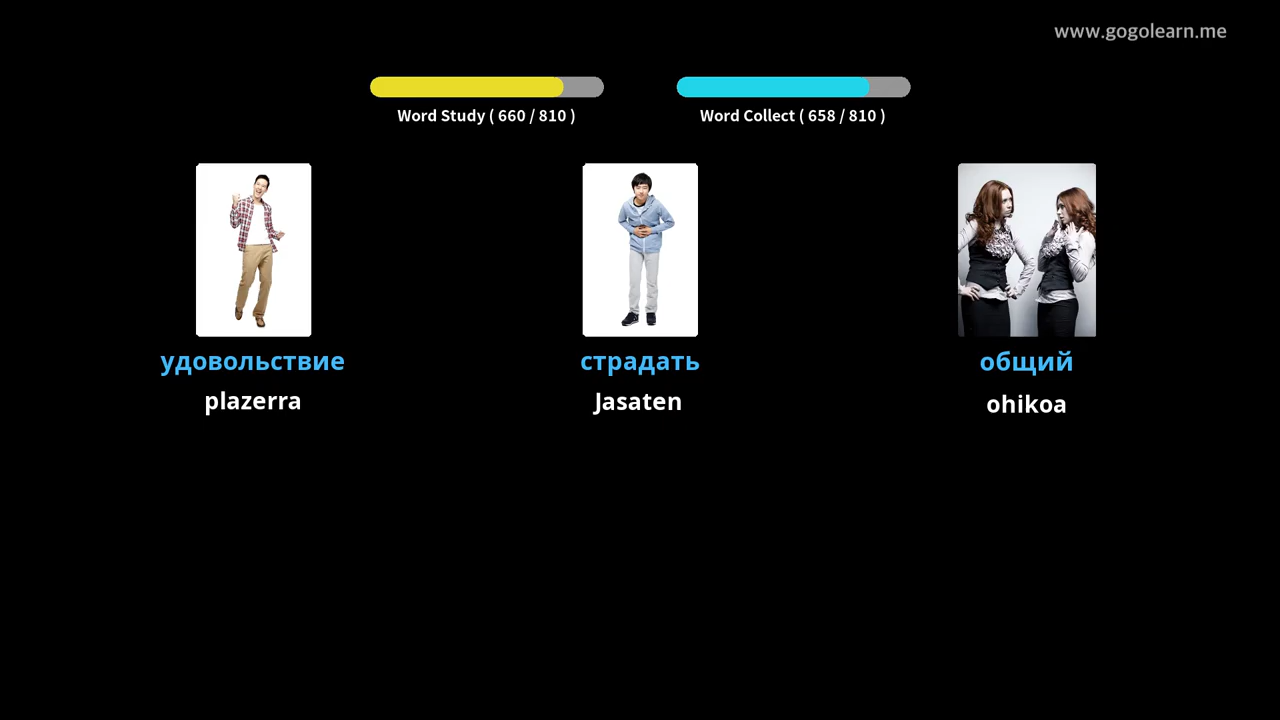 www.gogolearn.me
Word Study ( 660 / 810 )
Word Collect ( 658 / 810 )
удовольствие
страдать
общий
plazerra
Jasaten
ohikoa